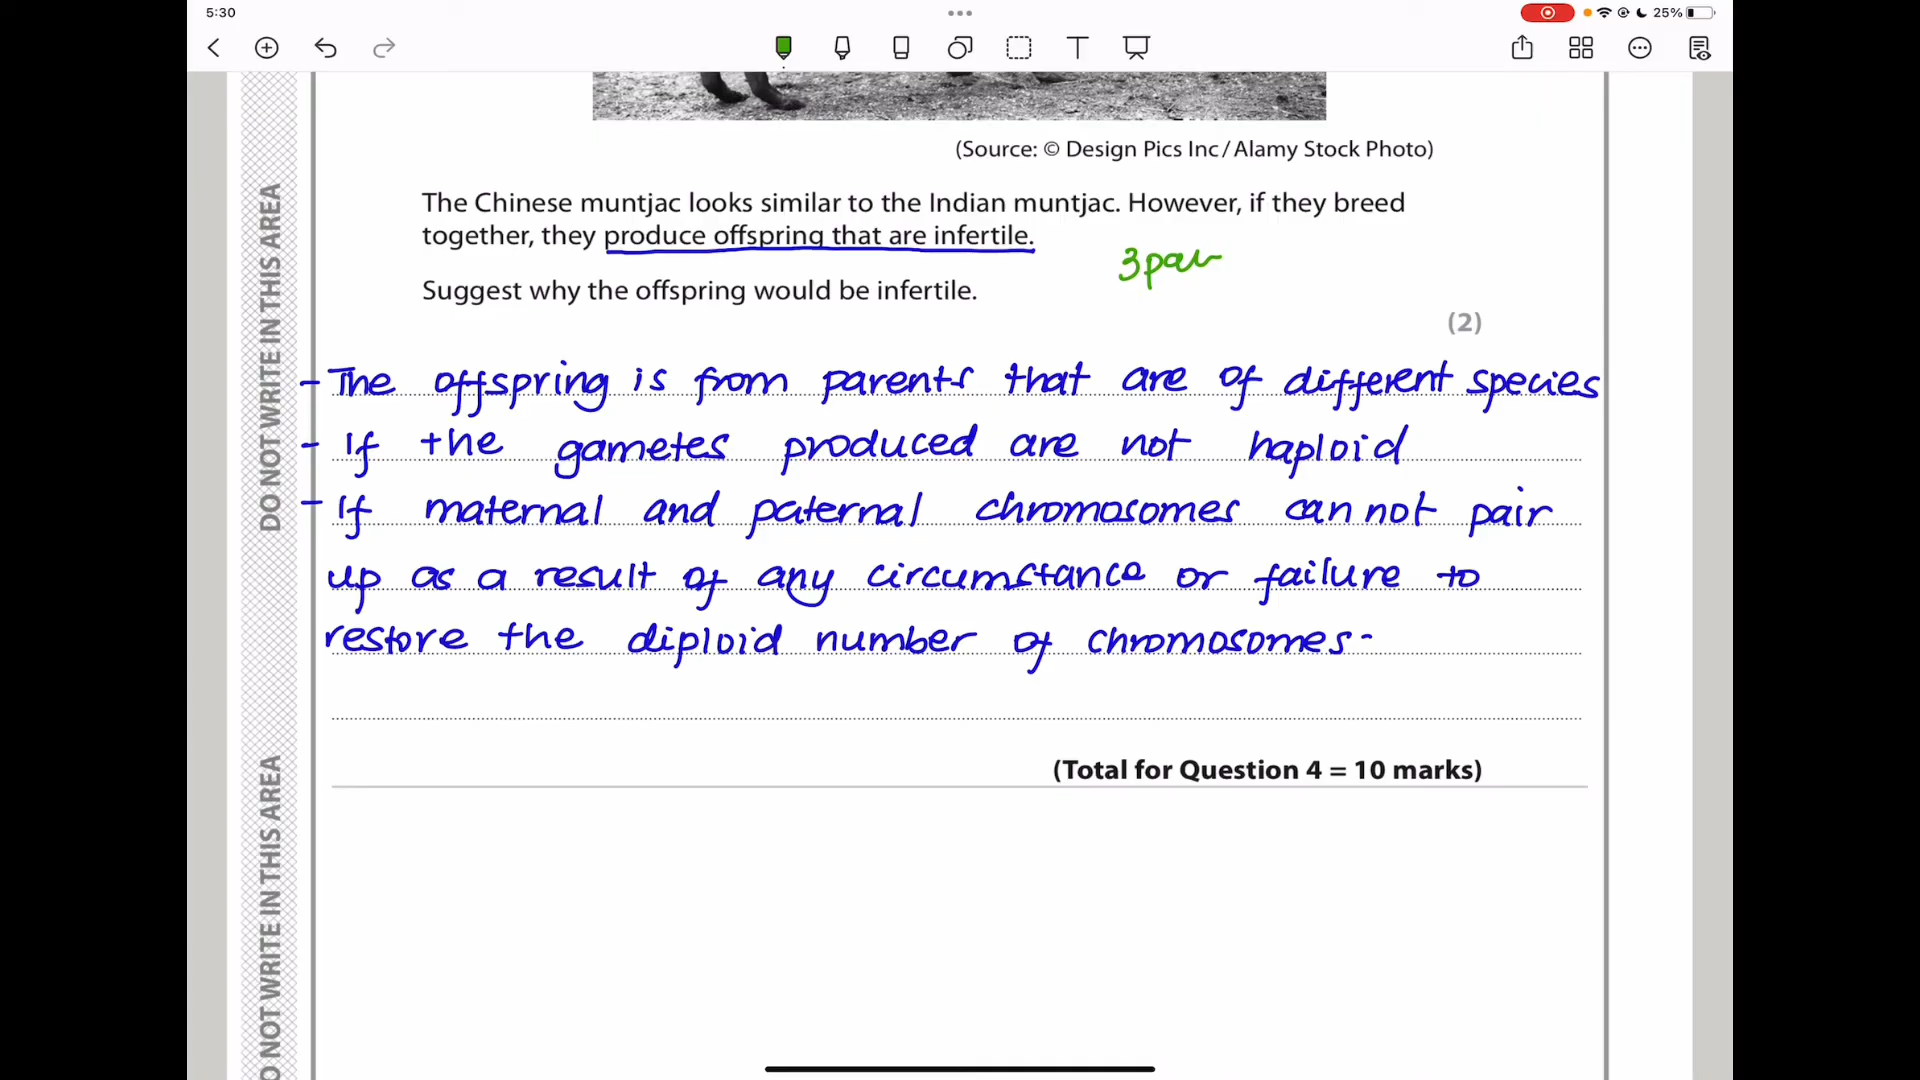 5:30
25%
T
(Source: © Design Pics Inc / Alamy Stock Photo)
The Chinese muntjac looks similar to the Indian muntjac. However, if they breed
together, they produce offspring that are infertile.
3 pair
Suggest why the offspring would be infertile.
(2)
- The offspring is from parents that are of different species
- If the gametes produced are not haploid
- If maternal and paternal chromosomes cannot pair
up as a result of any circumstance or failure to
restore the diploid number of chromosomes.
(Total for Question 4 = 10 marks)
DO NOT WRITE IN THIS AREA
O NOT WRITE IN THIS AREA